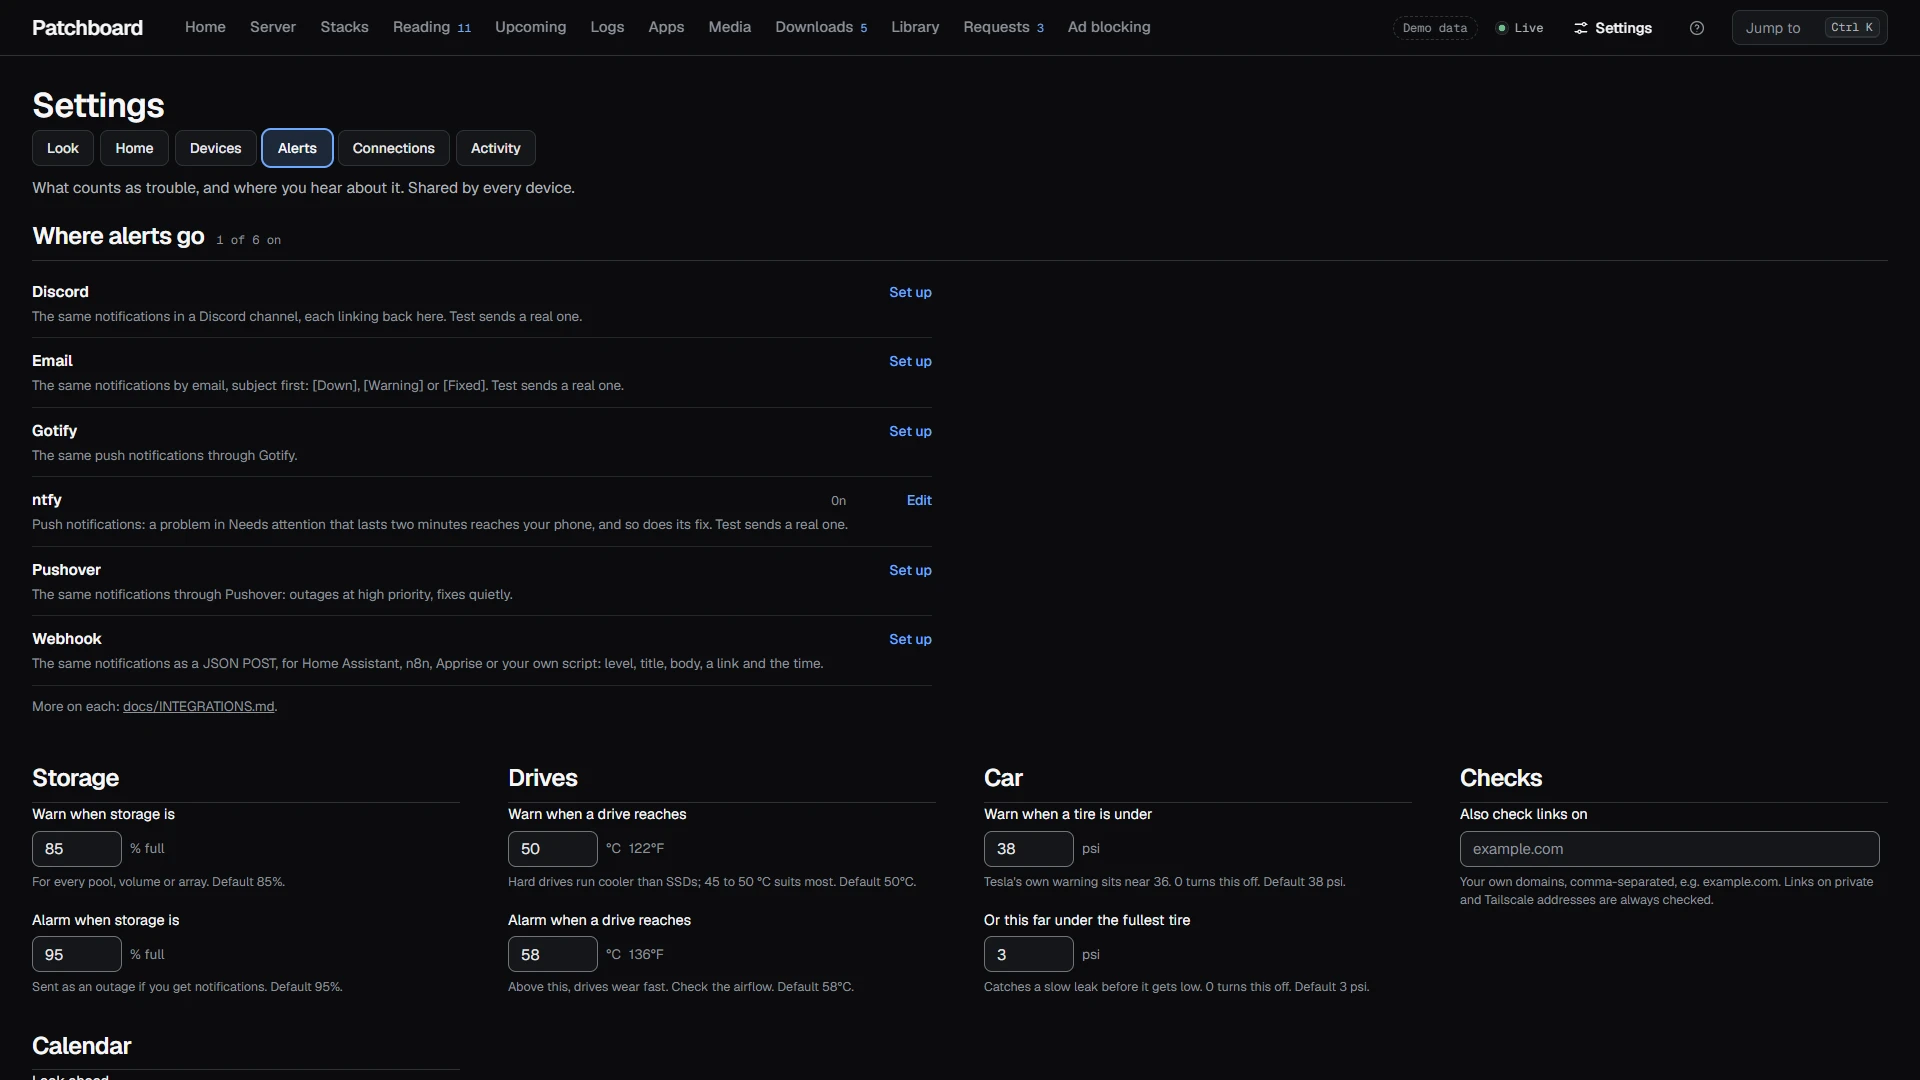 Patchboard
Home
Server
Stacks
Reading 11
Upcoming
Logs
Apps
Media
Downloads 5
Library
Requests 3
Ad blocking
Demo data
Live
Settings
Jump to
Ctrl K
Settings
Look
Home
Devices
Alerts
Connections
Activity
What counts as trouble, and where you hear about it. Shared by every device.
Where alerts go 1 of 6 on
Discord
Set up
The same notifications in a Discord channel, each linking back here. Test sends a real one.
Email
Set up
The same notifications by email, subject first: [Down], [Warning] or [Fixed]. Test sends a real one.
Gotify
Set up
The same push notifications through Gotify.
ntfy
On
Edit
Push notifications: a problem in Needs attention that lasts two minutes reaches your phone, and so does its fix. Test sends a real one.
Pushover
Set up
The same notifications through Pushover: outages at high priority, fixes quietly.
Webhook
Set up
The same notifications as a JSON POST, for Home Assistant, n8n, Apprise or your own script: level, title, body, a link and the time.
More on each: docs/INTEGRATIONS.md.
Storage
Warn when storage is
85 % full
For every pool, volume or array. Default 85%.
Alarm when storage is
95 % full
Sent as an outage if you get notifications. Default 95%.
Drives
Warn when a drive reaches
50 °C 122°F
Hard drives run cooler than SSDs; 45 to 50 °C suits most. Default 50°C.
Alarm when a drive reaches
58 °C 136°F
Above this, drives wear fast. Check the airflow. Default 58°C.
Car
Warn when a tire is under
38 psi
Tesla's own warning sits near 36. 0 turns this off. Default 38 psi.
Or this far under the fullest tire
3 psi
Catches a slow leak before it gets low. 0 turns this off. Default 3 psi.
Checks
Also check links on
example.com
Your own domains, comma-separated, e.g. example.com. Links on private
and Tailscale addresses are always checked.
Calendar
Look ahead